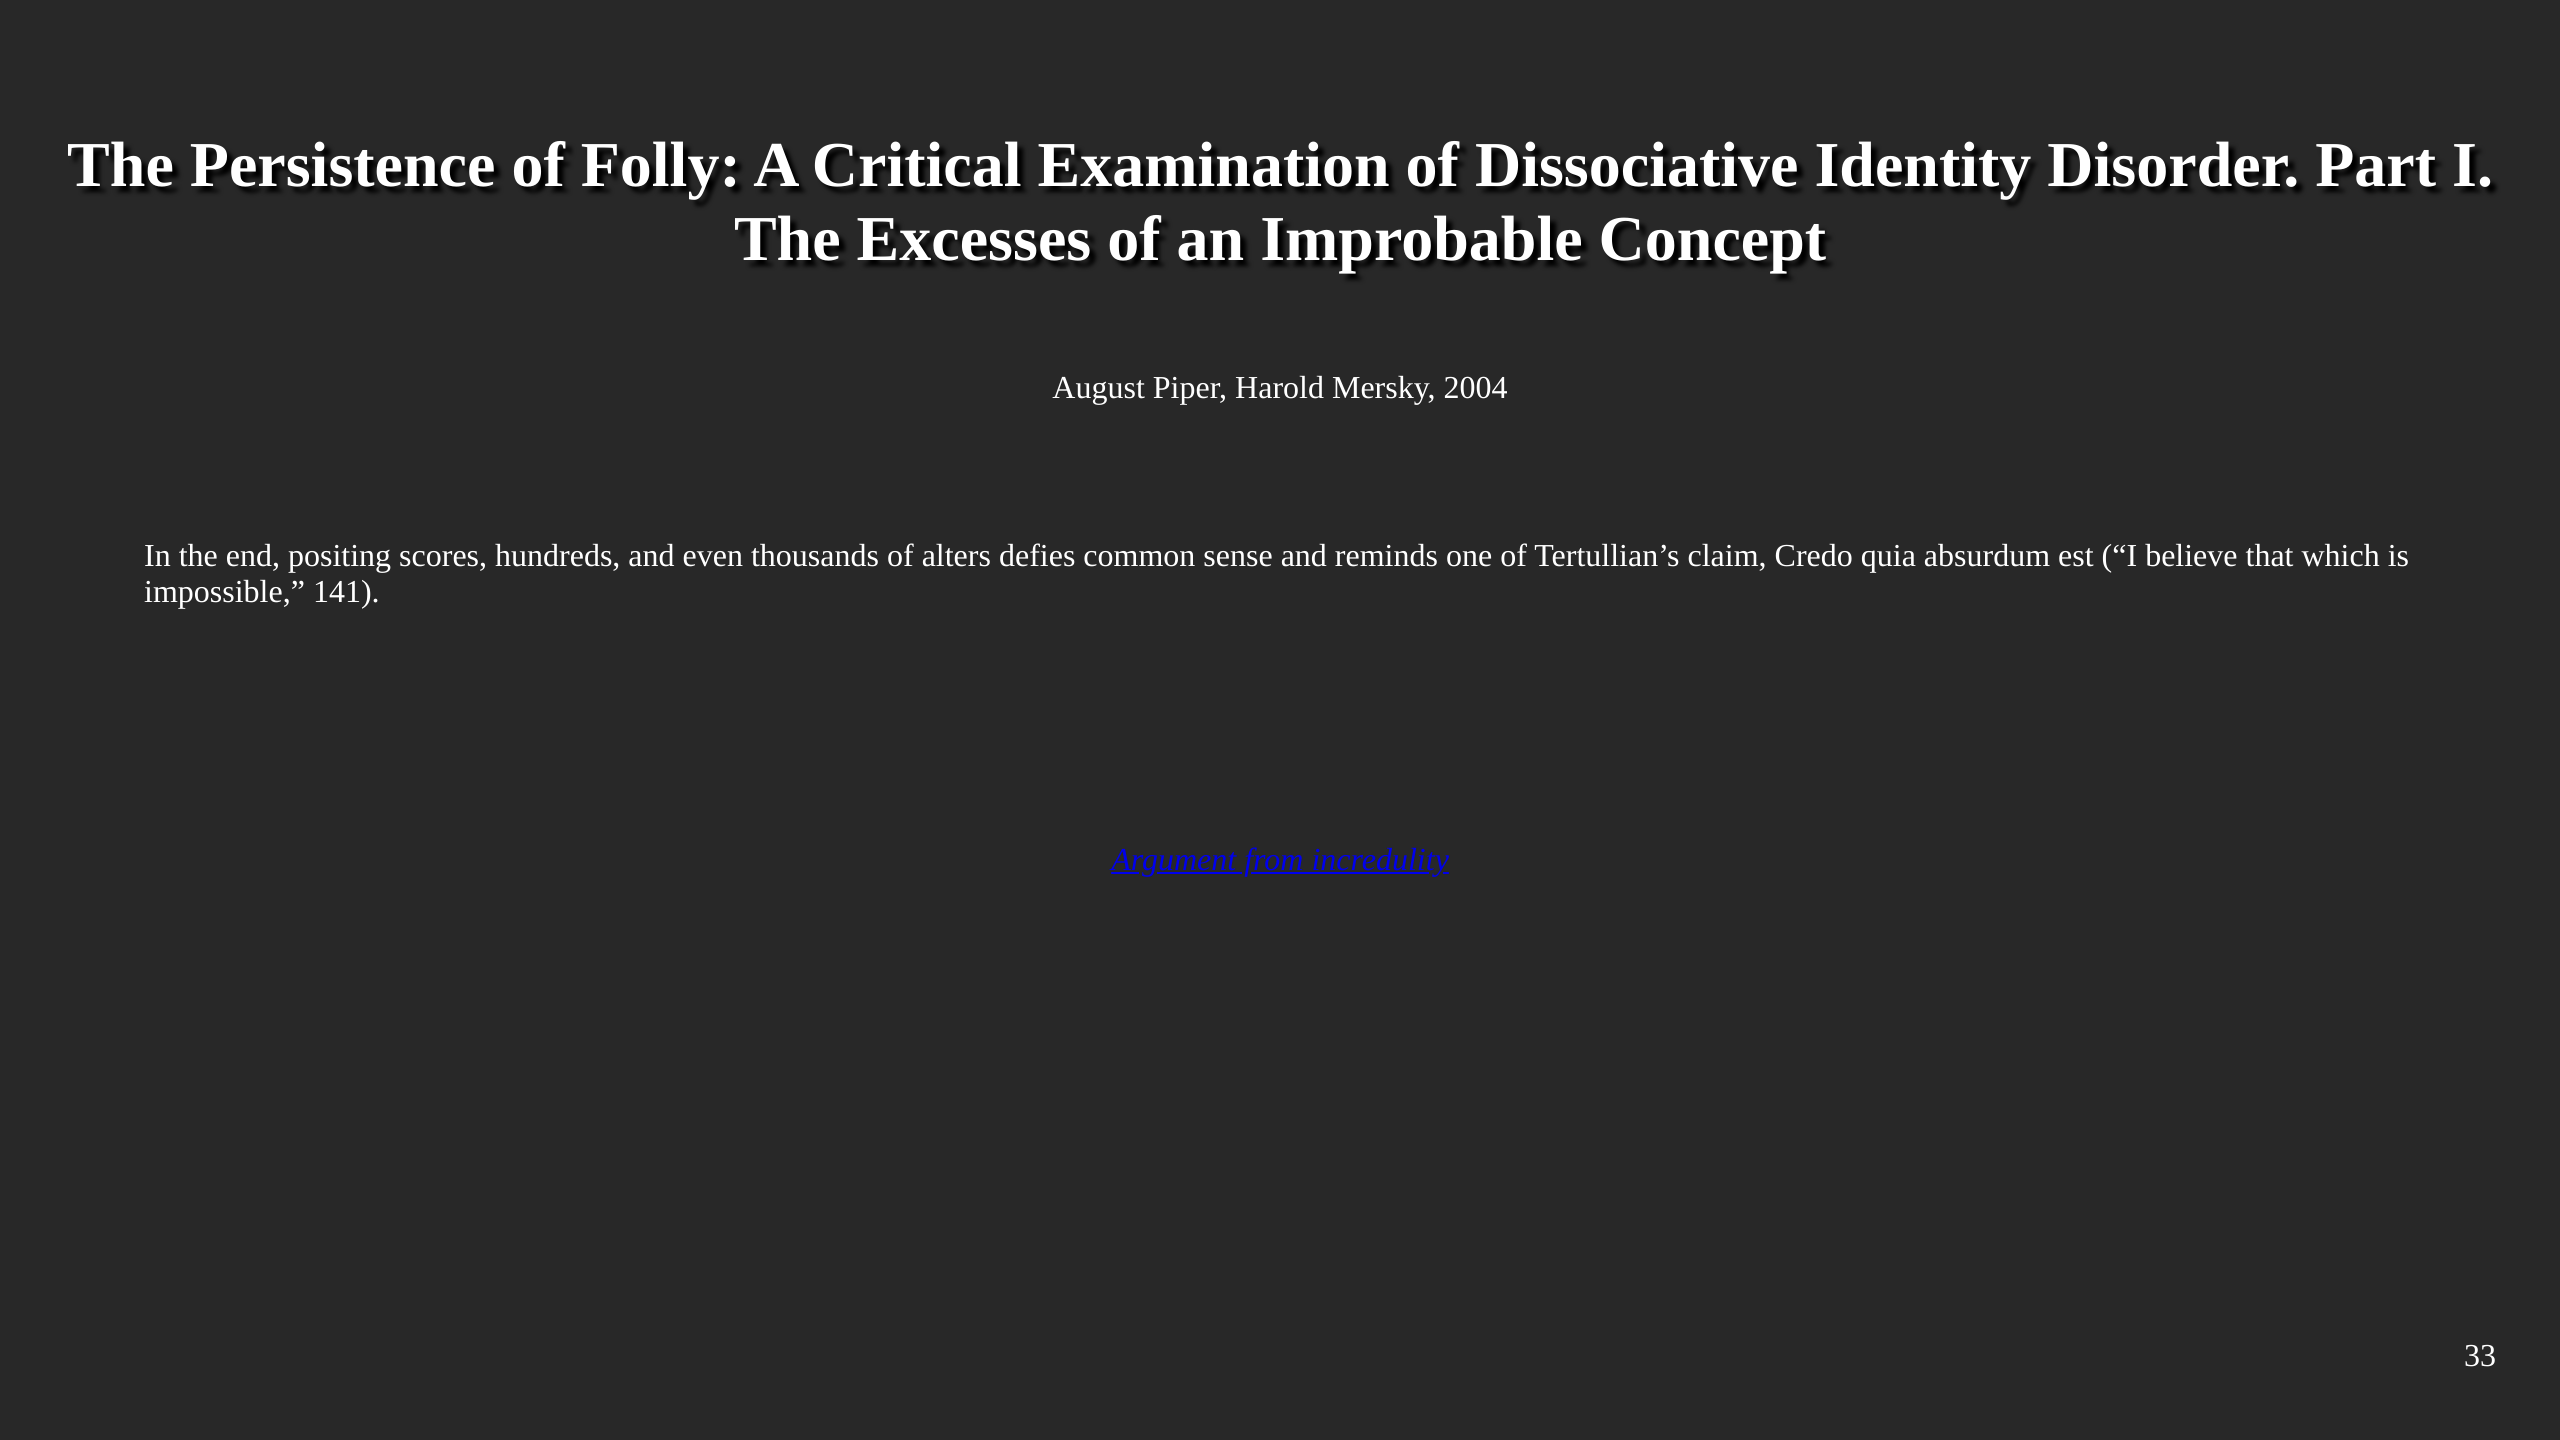 The Persistence of Folly: A Critical Examination of Dissociative Identity Disorder. Part I.
The Excesses of an Improbable Concept
August Piper, Harold Mersky, 2004
In the end, positing scores, hundreds, and even thousands of alters defies common sense and reminds one of Tertullian’s claim, Credo quia absurdum est (“I believe that which is
impossible,” 141).
Argument from incredulity
33